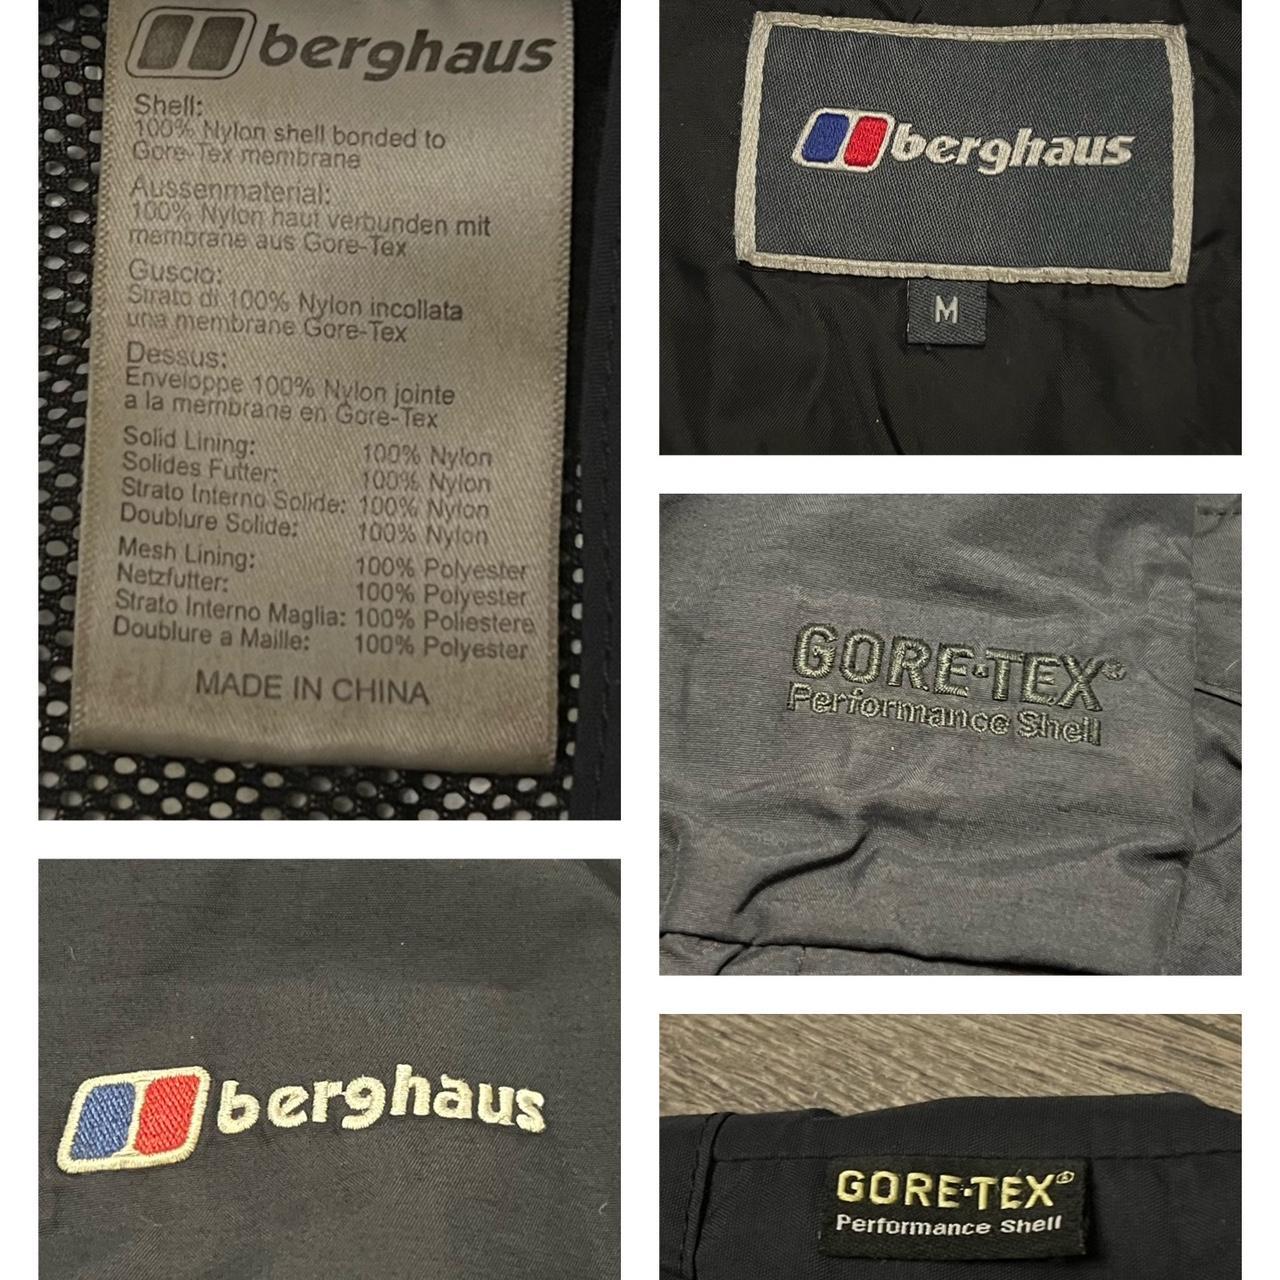 berghaus
Shell:
100% Nylon shell bonded to
Gore-Tex membrane
Aussenmaterial:
100% Nylon haut verbunden mit
membrane aus Gore-Tex
Guscio:
Strato di 100% Nylon incollata
una membrane Gore-Tex
Dessus:
Enveloppe 100% Nylon jointe
a la membrane en Gore-Tex
Solid Lining: 100% Nylon
Solides Futter: 100% Nylon
Strato Interno Solide: 100% Nylon
Doublure Solide: 100% Nylon
Mesh Lining: 100% Polyester
Netzfutter: 100% Polyester
Strato Interno Maglia: 100% Poliestere
Doublure a Maille: 100% Polyester
MADE IN CHINA
berghaus
M
GORE-TEX®
Performance Shell
berghaus
GORE-TEX®
Performance Shell